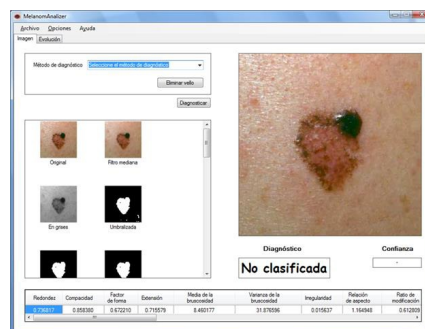 MelanomAnalizer
Archivo Opciones Ayuda
Imagen Evolución
Método de diagnóstico Seleccione el método de diagnóstico
Eliminar vello
Diagnosticar
Original Filtro mediana
En grises Umbralizada
Diagnóstico Confianza
No clasificada -
Redondez Compacidad Factor de forma Extensión Media de la bruscosidad Varianza de la bruscosidad Irregularidad Relación de aspecto Ratio de modificación
0.736817 0.858380 0.672210 0.715579 8.460177 31.876596 0.015637 1.164948 0.612809